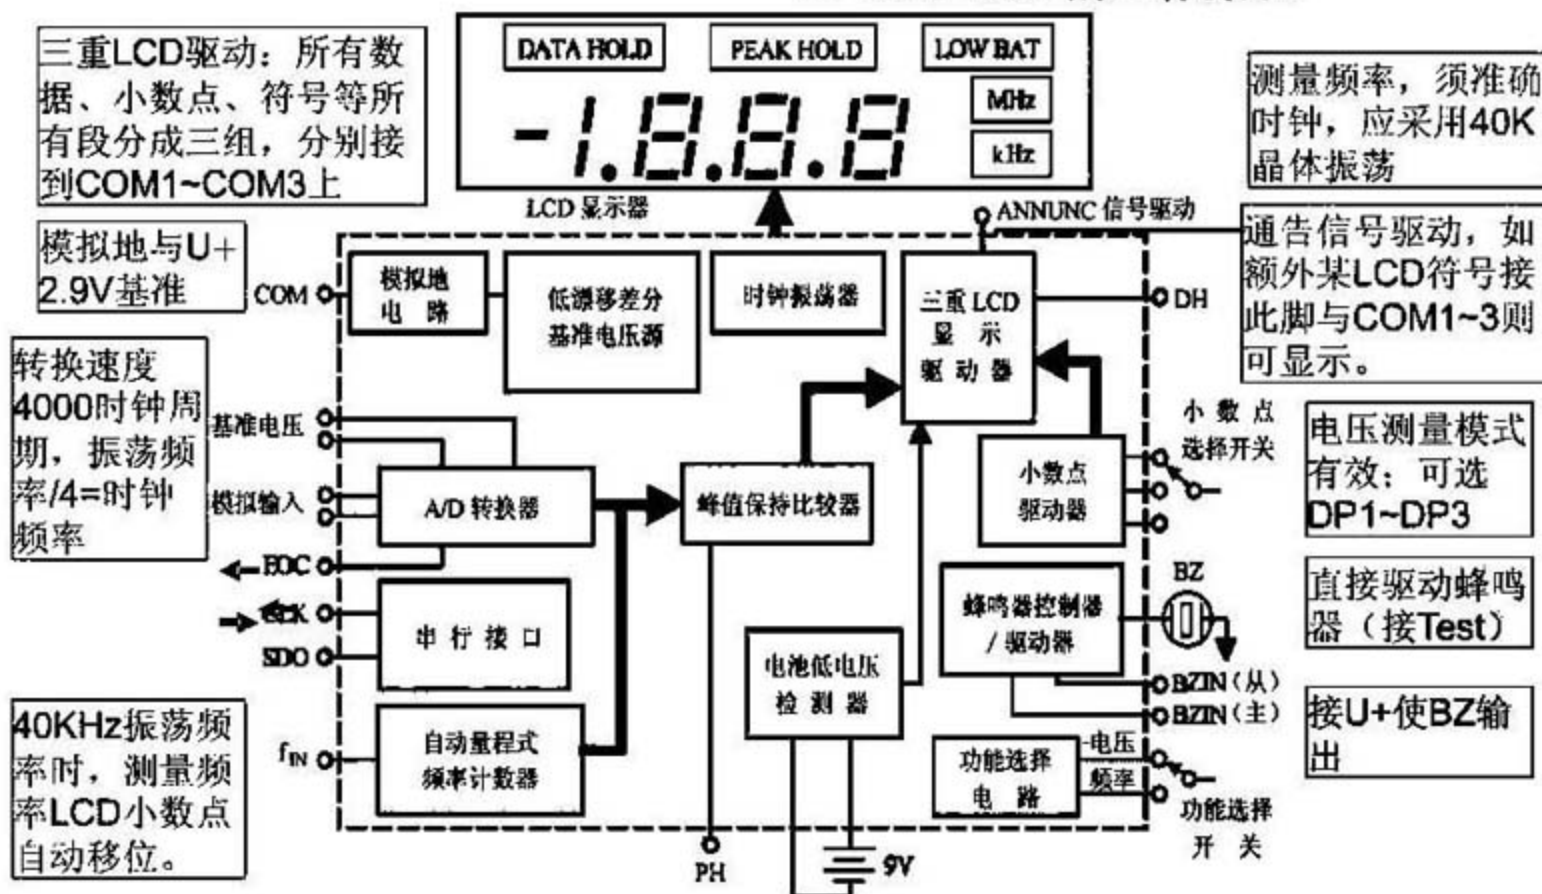 三重LCD驱动：所有数
据、小数点、符号等所
有段分成三组，分别接
到COM1~COM3上
DATA HOLD
PEAK HOLD
LOW BAT
-1.8.8.8
MHz
kHz
LCD 显示器
测量频率，须准确
时钟，应采用40K
晶体振荡
ANNUNC 信号驱动
模拟地与U+
2.9V基准
COM
模拟地
电 路
低漂移差分
基准电压源
时钟振荡器
三重 LCD
显 示
驱 动 器
DH
通告信号驱动，如
额外某LCD符号接
此脚与COM1~3则
可显示。
转换速度
4000时钟周
期，振荡频
率/4=时钟
频率
基准电压
模拟输入
A/D 转换器
峰值保持比较器
小数点
驱动器
小 数 点
选择开关
电压测量模式
有效：可选
DP1~DP3
EOC
SDO
串 行 接 口
电池低电压
检 测 器
蜂鸣器控制器
/ 驱动器
BZ
直接驱动蜂鸣
器（接Test）
BZIN（从）
BZIN（主）
接U+使BZ输
出
40KHz振荡频
率时，测量频
率LCD小数点
自动移位。
fIN
自动量程式
频率计数器
功能选择
电 路
电压
频率
功能选择
开 关
PH
9V